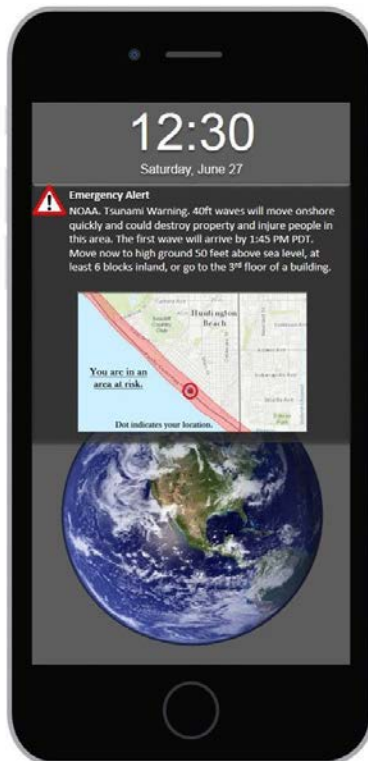 12:30
Saturday, June 27
Emergency Alert
NOAA. Tsunami Warning. 40ft waves will move onshore
quickly and could destroy property and injure people in
this area. The first wave will arrive by 1:45 PM PDT.
Move now to high ground 50 feet above sea level, at
least 6 blocks inland, or go to the 3rd floor of a building.
Huntington
Beach
Country
Club
You are in an
area at risk.
Dot indicates your location.